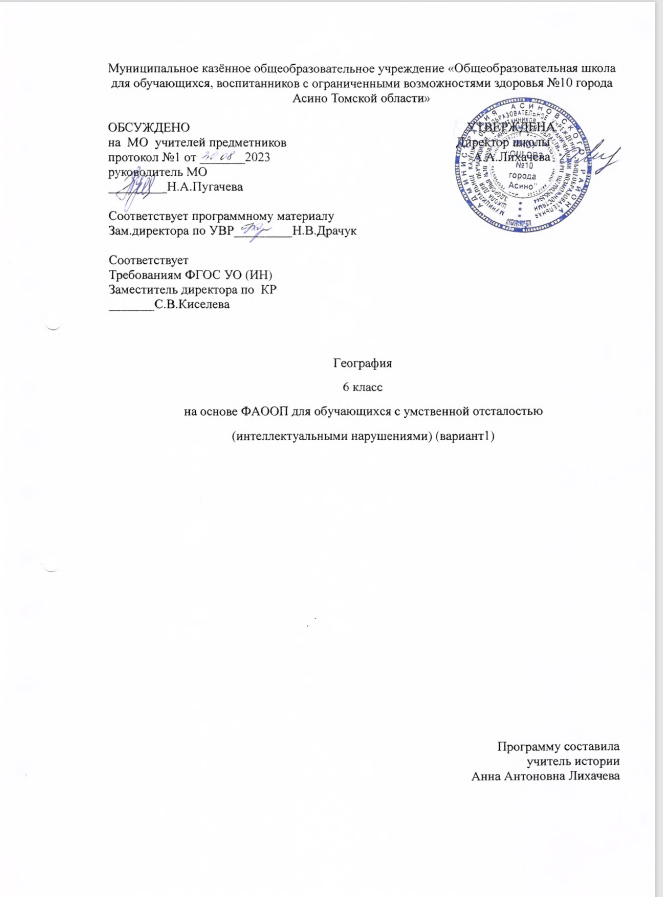 Муниципальное казённое общеобразовательное учреждение «Общеобразовательная школа
для обучающихся, воспитанников с ограниченными возможностями здоровья №10 города
Асино Томской области»
ОБСУЖДЕНО
на МО учителей предметников
протокол №1 от 30 08 2023
руководитель МО
_________Н.А.Пугачева
Соответствует программному материалу
Зам.директора по УВР_________Н.В.Драчук
Соответствует
Требованиям ФГОС УО (ИН)
Заместитель директора по КР
_______С.В.Киселева
УТВЕРЖДЕНА
Директор школы
А.А.Лихачева
№10
города
Асино"
География
6 класс
на основе ФАООП для обучающихся с умственной отсталостью
(интеллектуальными нарушениями) (вариант1)
Программу составила
учитель истории
Анна Антоновна Лихачева